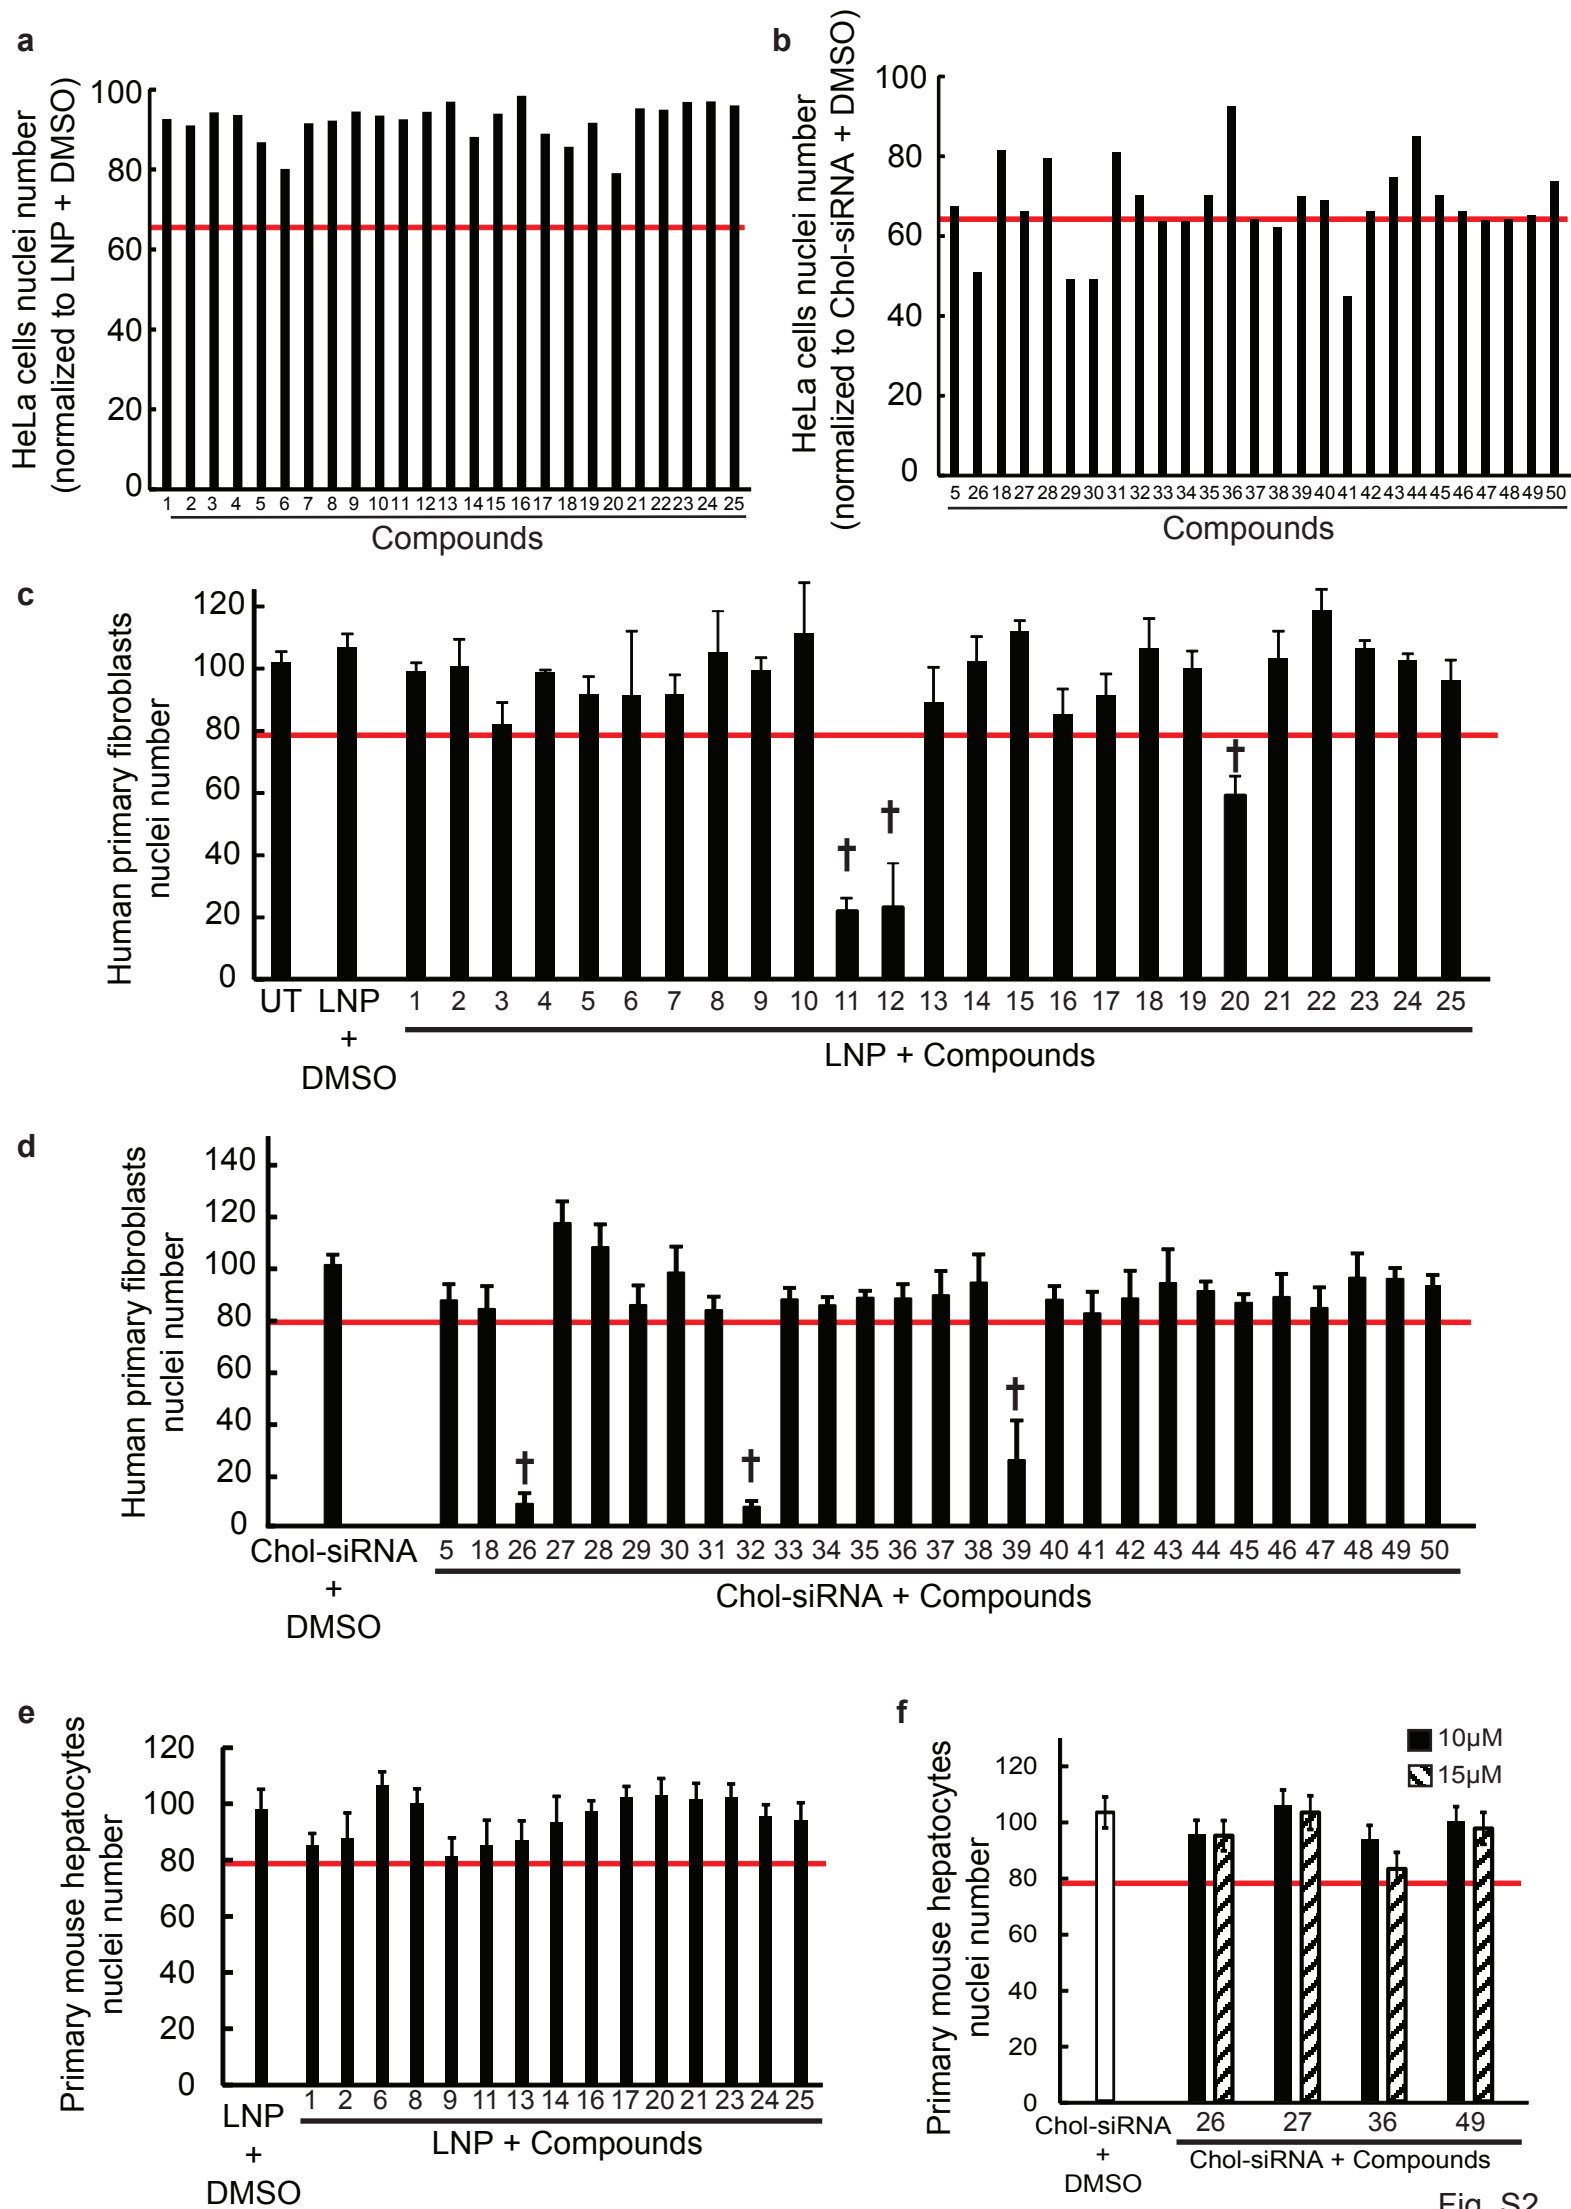 a
HeLa cells nuclei number
(normalized to LNP + DMSO)
100
80
60
40
20
0
1 2 3 4 5 6 7 8 9 10 11 12 13 14 15 16 17 18 19 20 21 22 23 24 25
Compounds
b
HeLa cells nuclei number
(normalized to Chol-siRNA + DMSO)
100
80
60
40
20
0
5 26 18 27 28 29 30 31 32 33 34 35 36 37 38 39 40 41 42 43 44 45 46 47 48 49 50
Compounds
c
Human primary fibroblasts
nuclei number
120
100
80
60
40
20
0
† † †
UT LNP 1 2 3 4 5 6 7 8 9 10 11 12 13 14 15 16 17 18 19 20 21 22 23 24 25
+
DMSO
LNP + Compounds
d
Human primary fibroblasts
nuclei number
140
120
100
80
60
40
20
0
† † †
Chol-siRNA 5 18 26 27 28 29 30 31 32 33 34 35 36 37 38 39 40 41 42 43 44 45 46 47 48 49 50
+
DMSO
Chol-siRNA + Compounds
e
Primary mouse hepatocytes
nuclei number
120
100
80
60
40
20
0
LNP 1 2 6 8 9 11 13 14 16 17 20 21 23 24 25
+
DMSO
LNP + Compounds
f
Primary mouse hepatocytes
nuclei number
10µM
15µM
120
100
80
60
40
20
0
Chol-siRNA 26 27 36 49
+
DMSO
Chol-siRNA + Compounds
Fig. S2